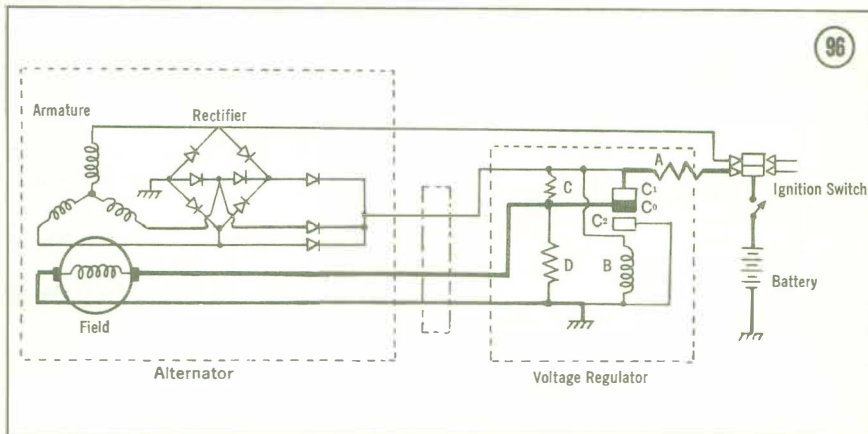 96
Armature
Rectifier
A
C
C1
C0
C2
D
B
Ignition Switch
Battery
Field
Alternator
Voltage Regulator